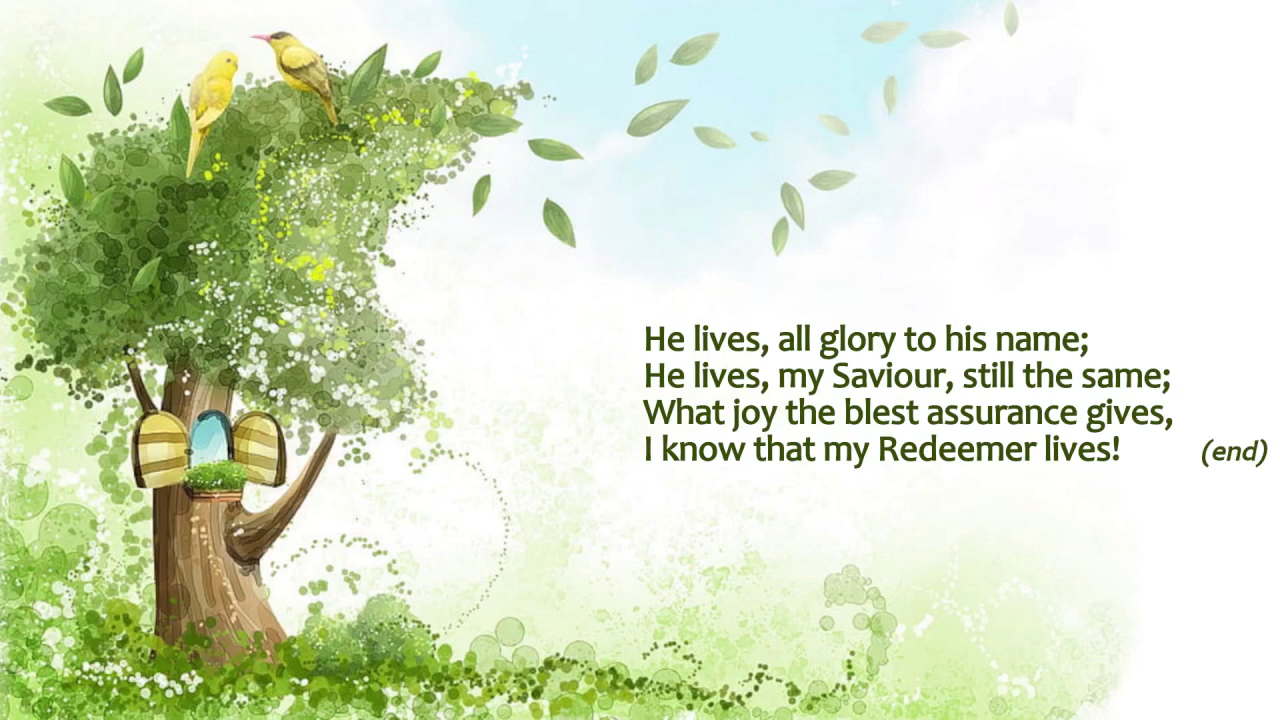 He lives, all glory to his name;
He lives, my Saviour, still the same;
What joy the blest assurance gives,
I know that my Redeemer lives! (end)